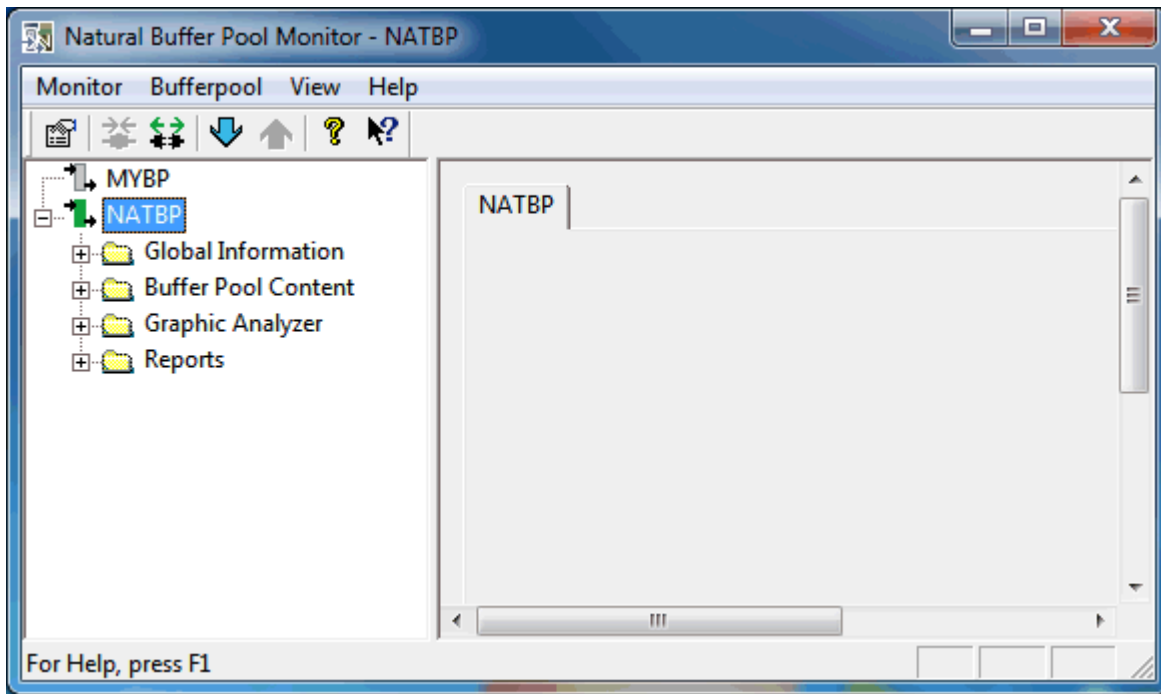 Natural Buffer Pool Monitor - NATBP
Monitor Bufferpool View Help
MYBP
NATBP
Global Information
Buffer Pool Content
Graphic Analyzer
Reports
NATBP
For Help, press F1